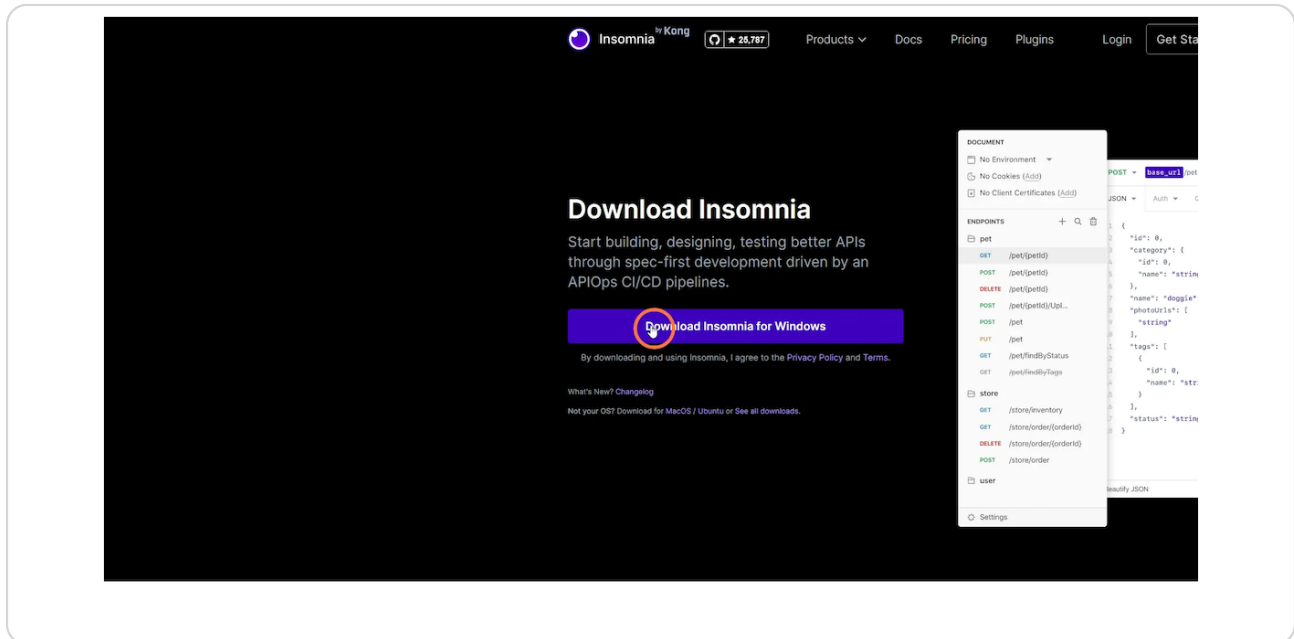 Insomnia by Kong
★ 25,787
Products
Docs
Pricing
Plugins
Login
Get Sta
Download Insomnia
Start building, designing, testing better APIs
through spec-first development driven by an
APIOps CI/CD pipelines.
Download Insomnia for Windows
By downloading and using Insomnia, I agree to the Privacy Policy and Terms.
What's New? Changelog
Not your OS? Download for MacOS / Ubuntu or See all downloads.
DOCUMENT
No Environment
No Cookies (Add)
No Client Certificates (Add)
ENDPOINTS
pet
GET /pet/{petId}
POST /pet/{petId}
DELETE /pet/{petId}
POST /pet/{petId}/Upl...
POST /pet
PUT /pet
GET /pet/findByStatus
GET /pet/findByTags
store
GET /store/inventory
GET /store/order/{orderId}
DELETE /store/order/{orderId}
POST /store/order
user
Settings
POST base_url/pet
JSON Auth
{
"id": 0,
"category": {
"id": 0,
"name": "string
},
"name": "doggie"
"photoUrls": [
"string"
],
"tags": [
{
"id": 0,
"name": "str
}
],
"status": "string
}
Beautify JSON